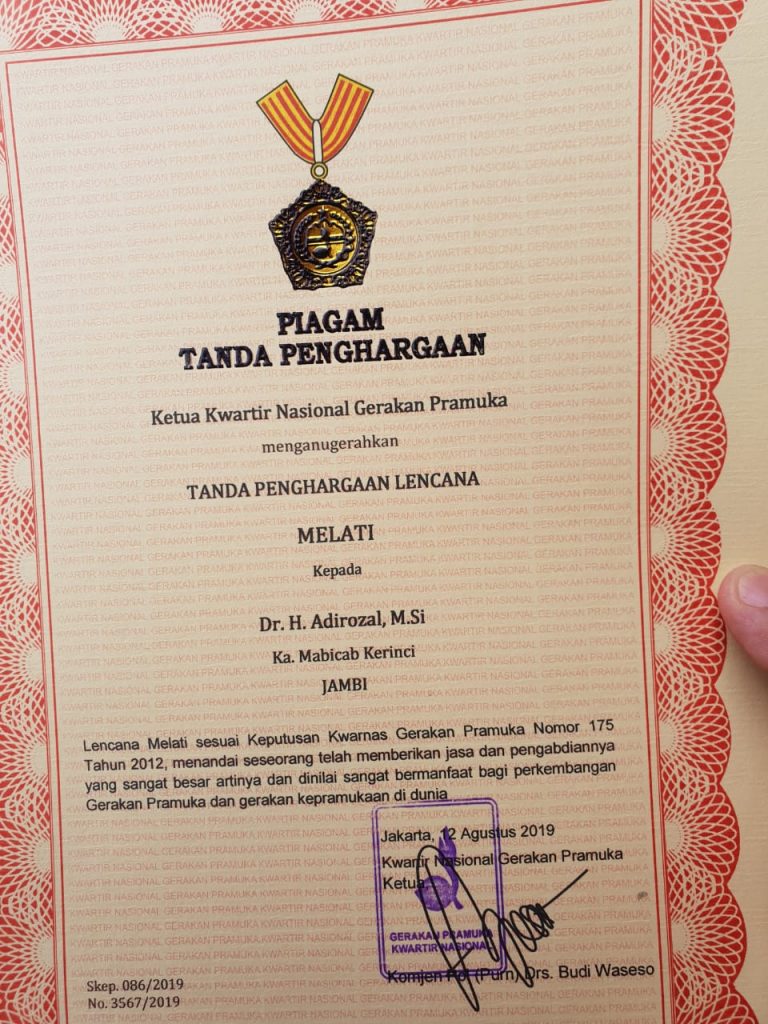 PIAGAM
TANDA PENGHARGAAN
Ketua Kwartir Nasional Gerakan Pramuka
menganugerahkan
TANDA PENGHARGAAN LENCANA
MELATI
Kepada
Dr. H. Adirozal, M.Si
Ka. Mabicab Kerinci
JAMBI
Lencana Melati sesuai Keputusan Kwarnas Gerakan Pramuka Nomor 175
Tahun 2012, menandai seseorang telah memberikan jasa dan pengabdiannya
yang sangat besar artinya dan dinilai sangat bermanfaat bagi perkembangan
Gerakan Pramuka dan gerakan kepramukaan di dunia
Jakarta, 12 Agustus 2019
Kwartir Nasional Gerakan Pramuka
Ketua,
GERAKAN PRAMUKA
KWARTIR NASIONAL
Komjen Pol (Purn) Drs. Budi Waseso
Skep. 086/2019
No. 3567/2019